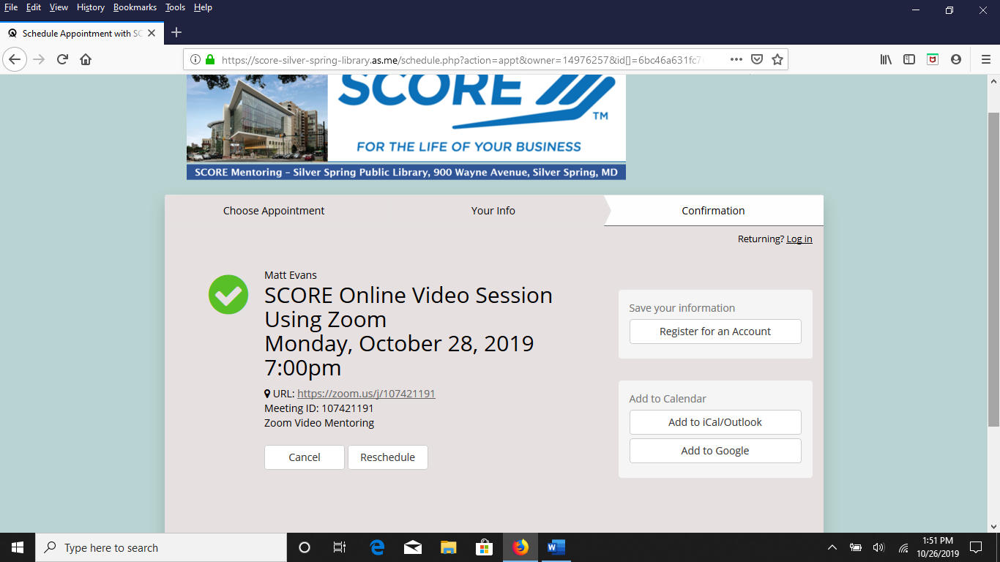 File Edit View History Bookmarks Tools Help
Schedule Appointment with SC
https://score-silver-spring-library.as.me/schedule.php?action=appt&owner=14976257&id[]=6bc46a631fc7
SCORE
TM
FOR THE LIFE OF YOUR BUSINESS
SCORE Mentoring – Silver Spring Public Library, 900 Wayne Avenue, Silver Spring, MD
Choose Appointment Your Info Confirmation
Returning? Log in
Matt Evans
SCORE Online Video Session
Using Zoom
Monday, October 28, 2019
7:00pm
URL: https://zoom.us/j/107421191
Meeting ID: 107421191
Zoom Video Mentoring
Cancel Reschedule
Save your information
Register for an Account
Add to Calendar
Add to iCal/Outlook
Add to Google
Type here to search
1:51 PM
10/26/2019